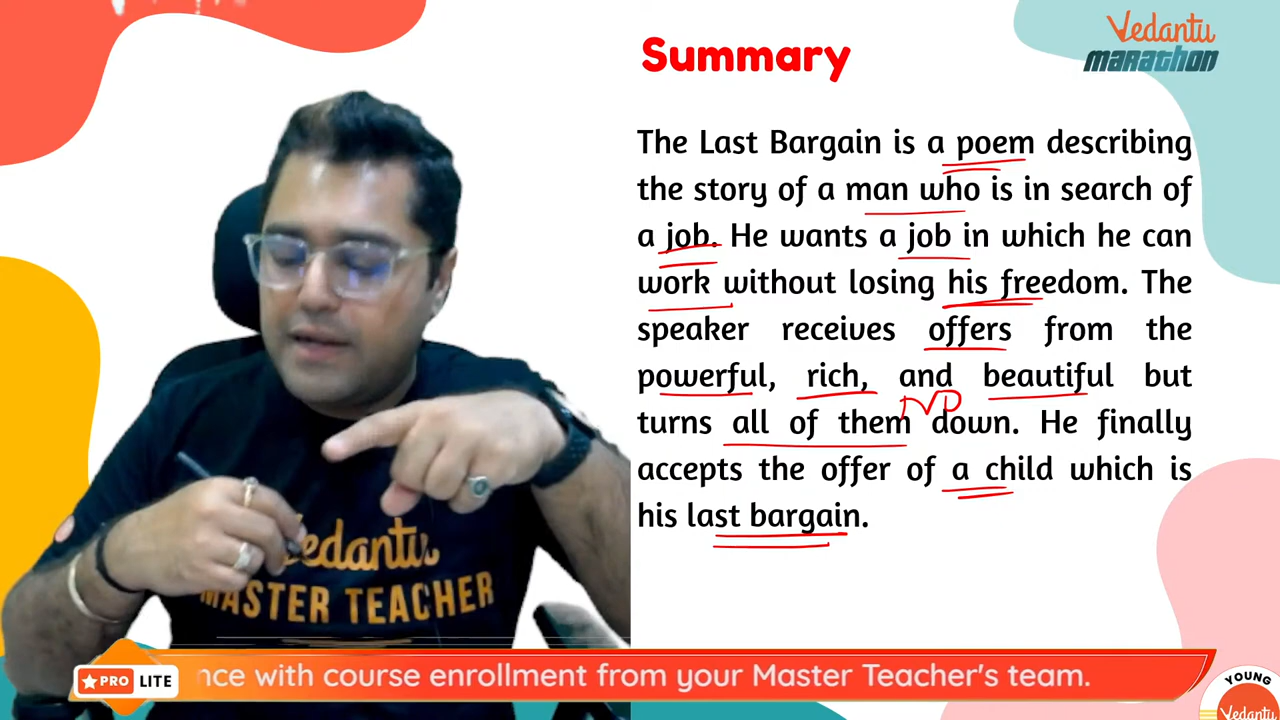 Summary
Vedantu
MARATHON
The Last Bargain is a poem describing
the story of a man who is in search of
a job. He wants a job in which he can
work without losing his freedom. The
speaker receives offers from the
powerful, rich, and beautiful but
turns all of them down. He finally
accepts the offer of a child which is
his last bargain.
Vedantu
MASTER TEACHER
PRO LITE
nce with course enrollment from your Master Teacher's team.
YOUNG
Vedantu